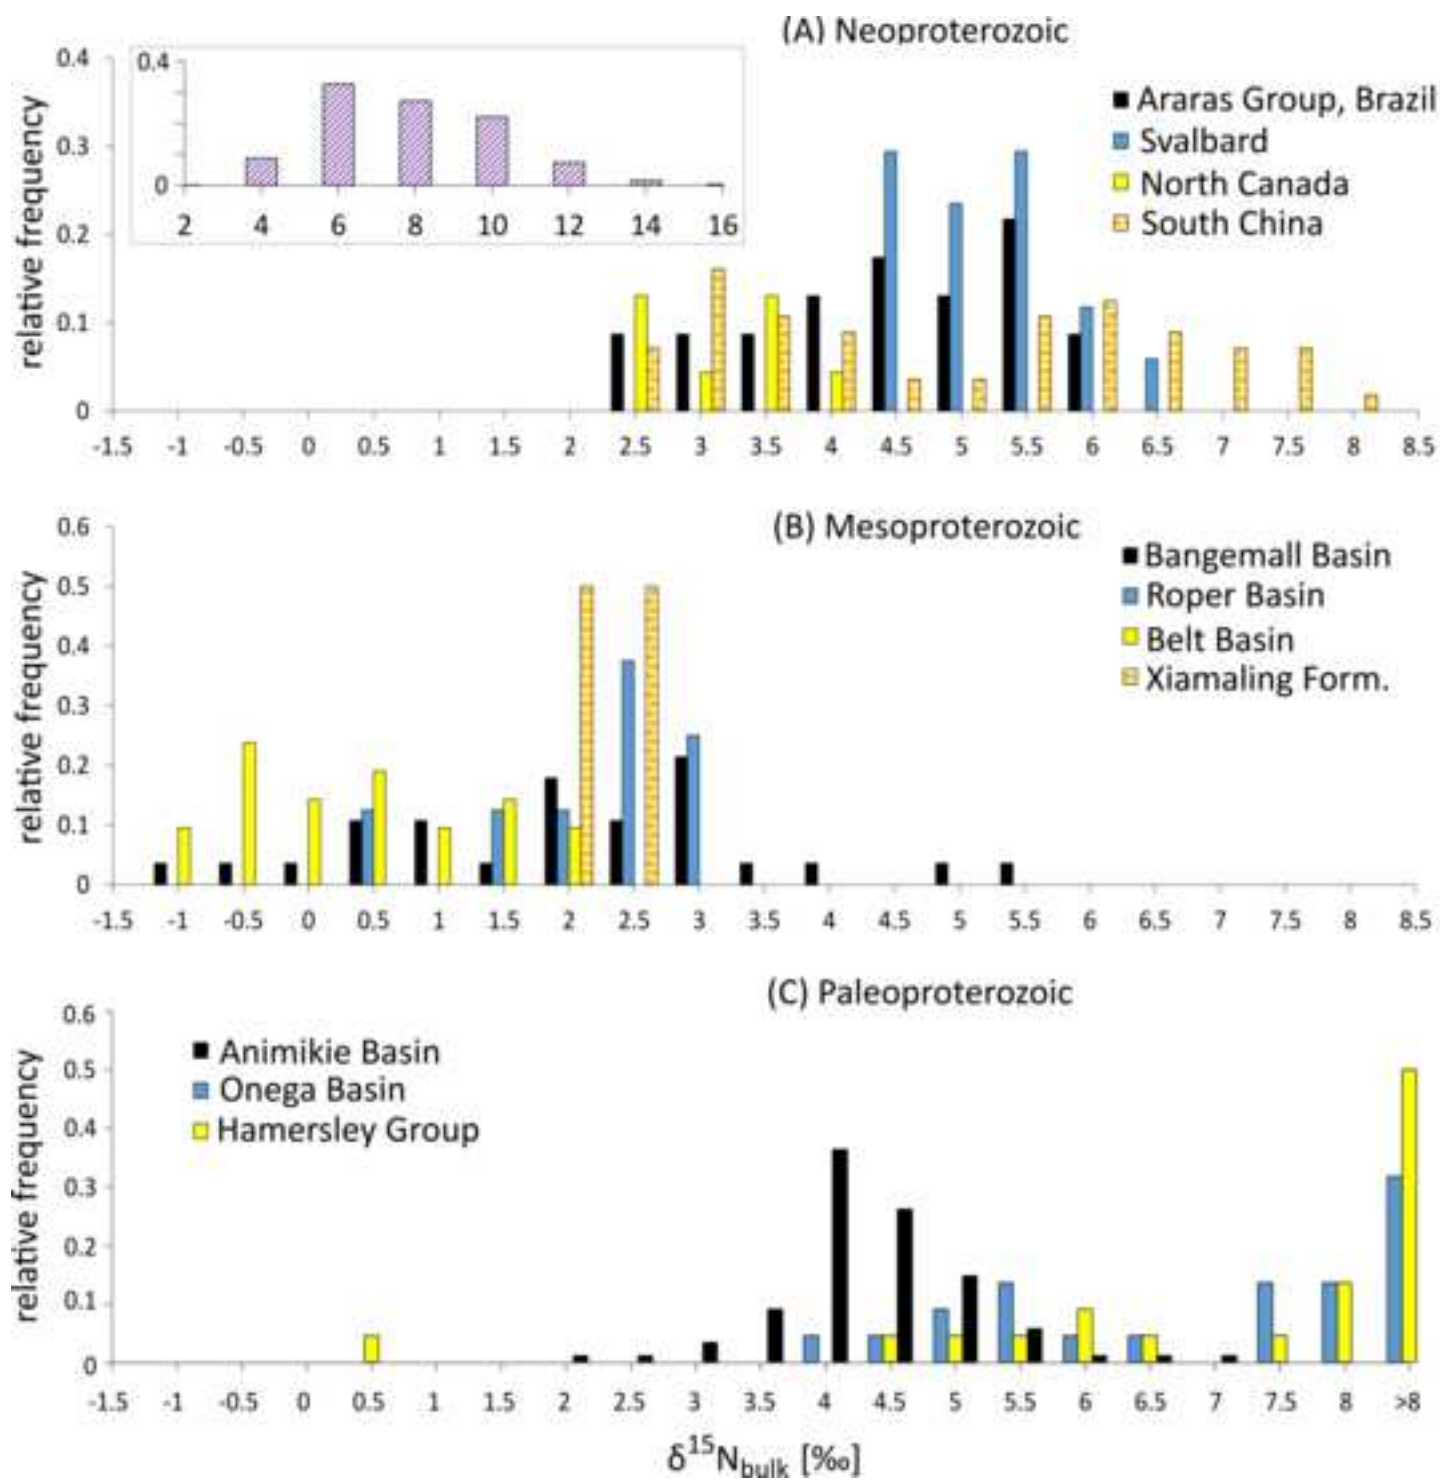 (A) Neoproterozoic
0.4
0.3
0.2
0.1
0
relative frequency
0.4
0
2 4 6 8 10 12 14 16
Araras Group, Brazil
Svalbard
North Canada
South China
-1.5 -1 -0.5 0 0.5 1 1.5 2 2.5 3 3.5 4 4.5 5 5.5 6 6.5 7 7.5 8 8.5
(B) Mesoproterozoic
0.6
0.5
0.4
0.3
0.2
0.1
0
relative frequency
Bangemall Basin
Roper Basin
Belt Basin
Xiamaling Form.
-1.5 -1 -0.5 0 0.5 1 1.5 2 2.5 3 3.5 4 4.5 5 5.5 6 6.5 7 7.5 8 8.5
(C) Paleoproterozoic
0.6
0.5
0.4
0.3
0.2
0.1
0
relative frequency
Animikie Basin
Onega Basin
Hamersley Group
-1.5 -1 -0.5 0 0.5 1 1.5 2 2.5 3 3.5 4 4.5 5 5.5 6 6.5 7 7.5 8 >8
δ¹⁵N_bulk [‰]